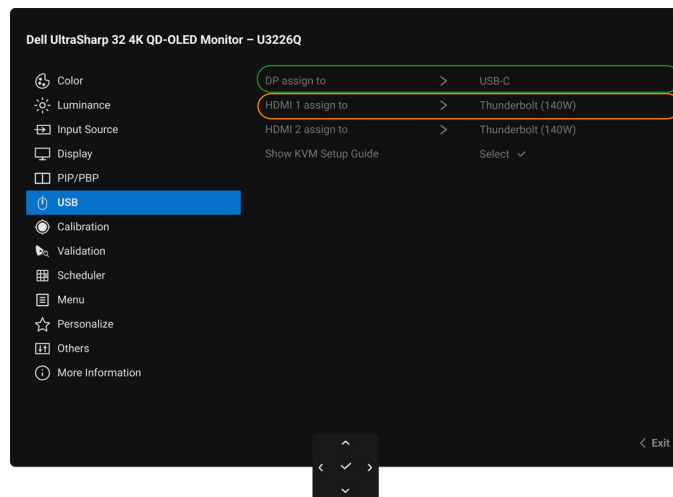 Dell UltraSharp 32 4K QD-OLED Monitor – U3226Q
Color
DP assign to > USB-C
Luminance
HDMI 1 assign to > Thunderbolt (140W)
Input Source
HDMI 2 assign to > Thunderbolt (140W)
Display
Show KVM Setup Guide Select ✓
PIP/PBP
USB
Calibration
Validation
Scheduler
Menu
Personalize
Others
More Information
< Exit